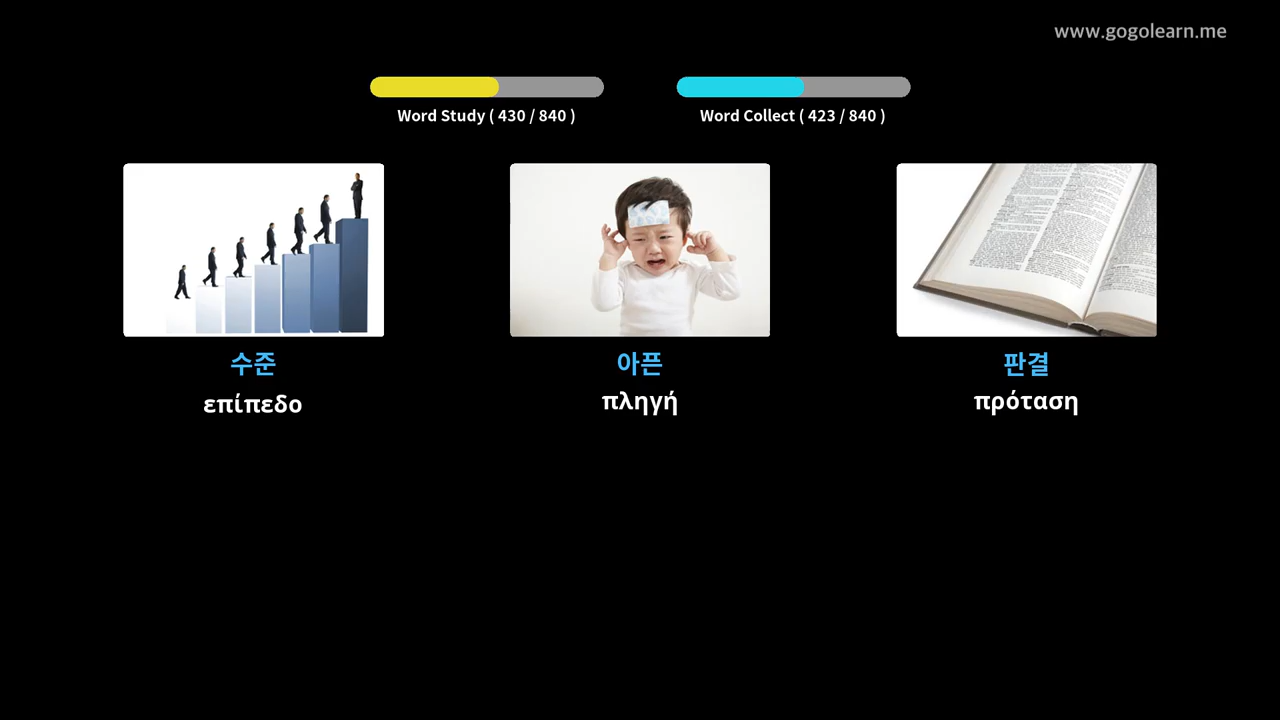 www.gogolearn.me
Word Study ( 430 / 840 )
Word Collect ( 423 / 840 )
수준
아픈
판결
επίπεδο
πληγή
πρόταση